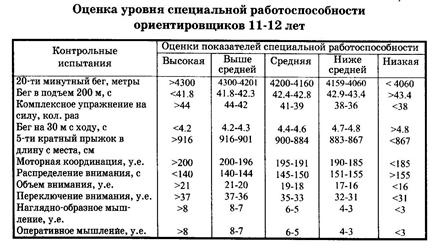 Оценка уровня специальной работоспособности
ориентировщиков 11-12 лет
Контрольные испытания | Оценки показателей специальной работоспособности
Высокая | Выше средней | Средняя | Ниже средней | Низкая
20-ти минутный бег, метры | >4300 | 4300-4201 | 4200-4160 | 4159-4060 | < 4060
Бег в подъем 200 м, с | <41.8 | 41.8-42.3 | 42.4-42.8 | 42.9-43.4 | >43.4
Комплексное упражнение на
силу, кол. раз | >44 | 44-42 | 41-39 | 38-36 | <38
Бег на 30 м с ходу, с | <4.2 | 4.2-4.3 | 4.4-4.6 | 4.7-4.8 | >4.8
5-ти кратный прыжок в
длину с места, см | >916 | 916-901 | 900-884 | 883-867 | <867
Моторная координация, у.е. | >200 | 200-196 | 195-191 | 190-185 | <185
Распределение внимания, с | <140 | 140-144 | 145-150 | 151-155 | >155
Объем внимания, у.е. | >21 | 21-20 | 19-18 | 17-16 | <16
Переключение внимания, у.е. | >37 | 37-36 | 35-33 | 32-31 | <31
Наглядно-образное мыш-
ление, у.е. | >8 | 8-7 | 6-5 | 4-3 | <3
Оперативное мышление, у.е. | >8 | 8-7 | 6-5 | 4-3 | <3